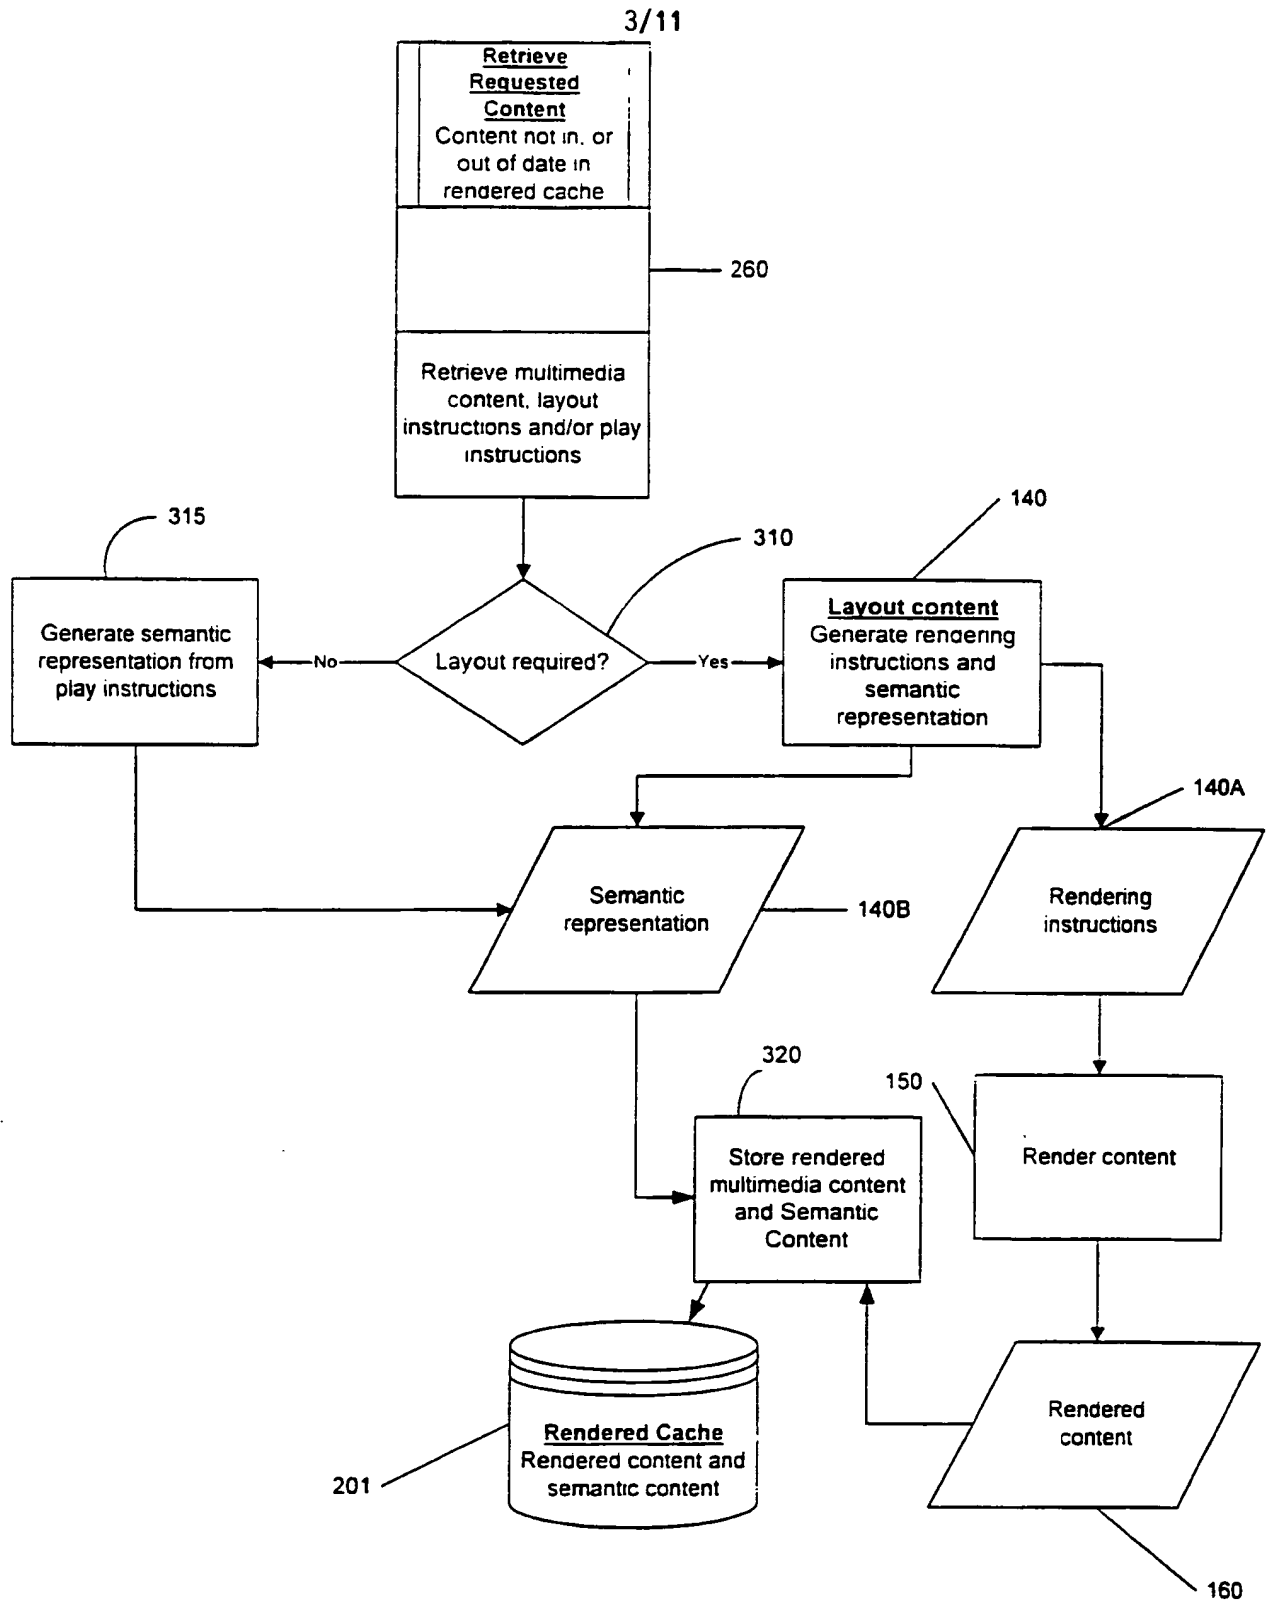 3/11
Retrieve
Requested
Content
Content not in, or
out of date in
rendered cache
260
Retrieve multimedia
content, layout
instructions and/or play
instructions
315
140
310
Generate semantic
representation from
play instructions
No
Layout required?
Yes
Layout content
Generate rendering
instructions and
semantic
representation
140A
Semantic
representation
140B
Rendering
instructions
320
150
Store rendered
multimedia content
and Semantic
Content
Render content
Rendered Cache
Rendered content and
semantic content
201
Rendered
content
160